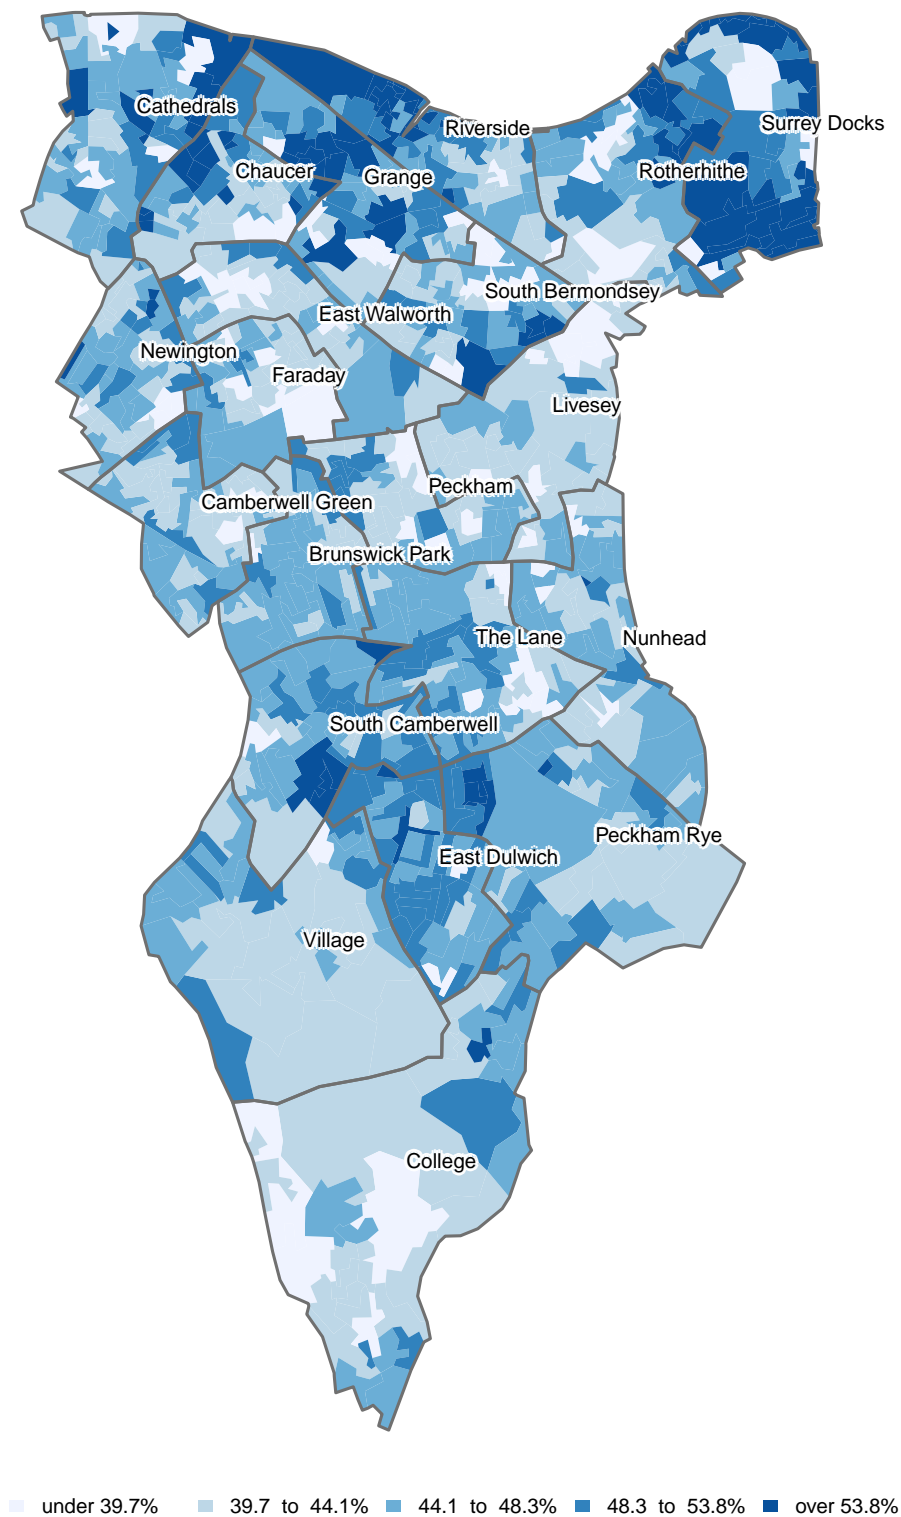 Cathedrals
Surrey Docks
Riverside
Chaucer
Grange
Rotherhithe
South Bermondsey
East Walworth
Newington
Faraday
Livesey
Peckham
Camberwell Green
Brunswick Park
The Lane
Nunhead
South Camberwell
Peckham Rye
East Dulwich
Village
College
under 39.7% 39.7 to 44.1% 44.1 to 48.3% 48.3 to 53.8% over 53.8%